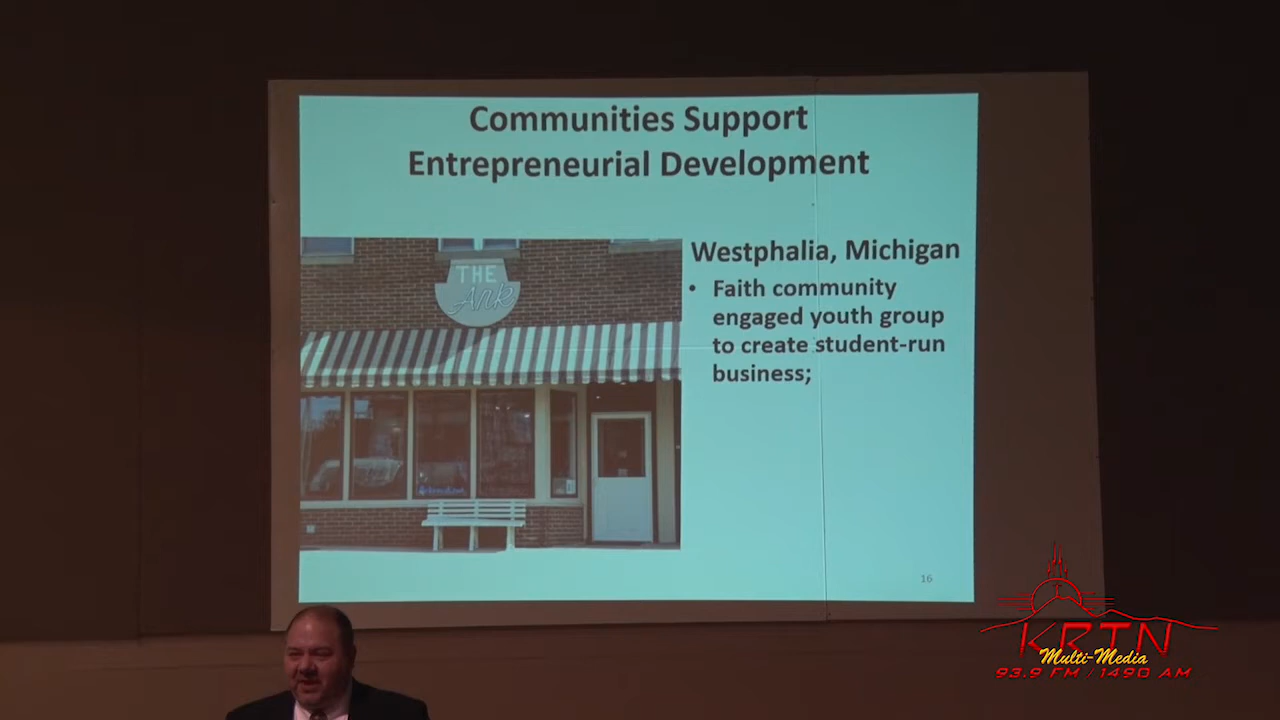 Communities Support
Entrepreneurial Development
THE
Ark
Westphalia, Michigan
• Faith community
engaged youth group
to create student-run
business;
16
KRTN
Multi-Media
93.9 FM / 1490 AM